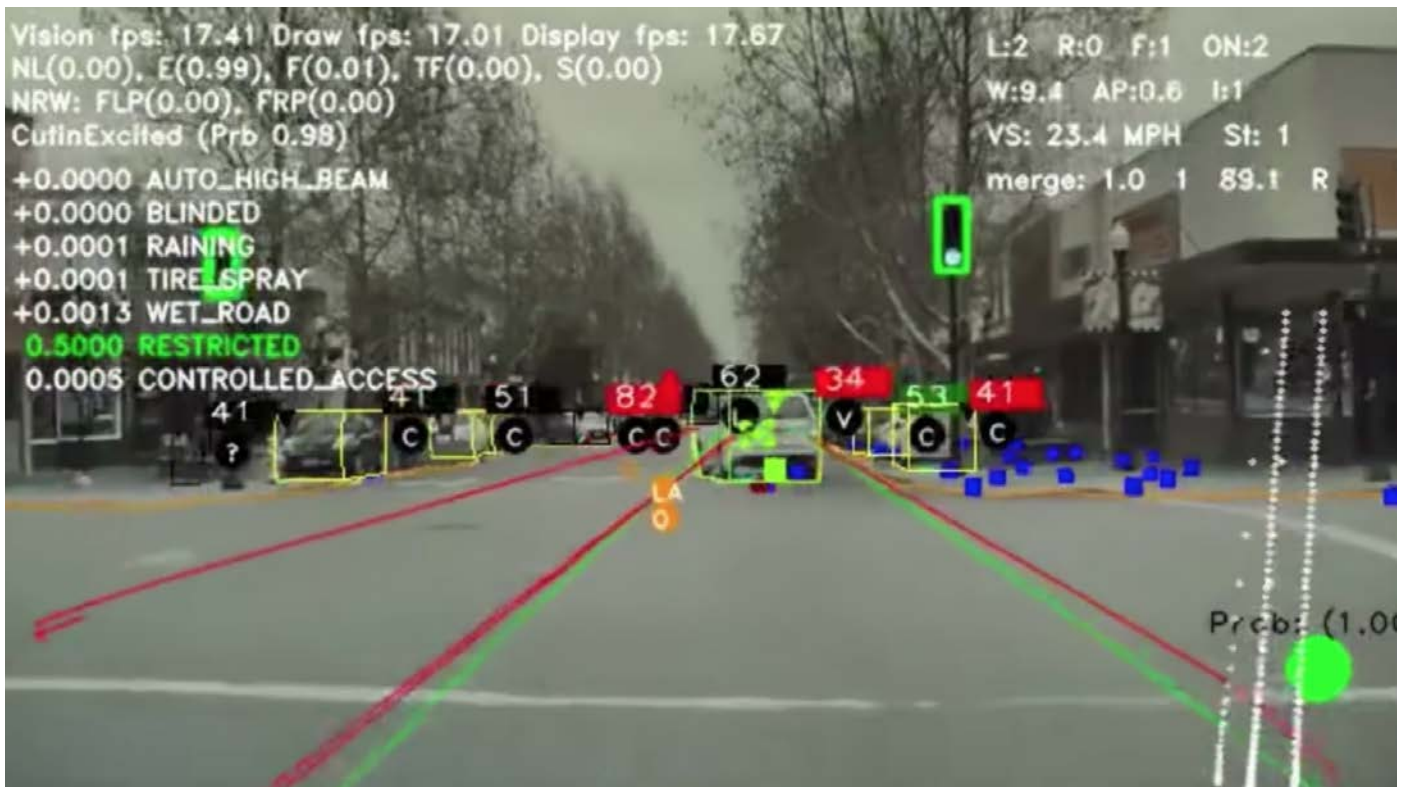 Vision fps: 17.41 Draw fps: 17.01 Display fps: 17.67
NL(0.00), E(0.99), F(0.01), TF(0.00), S(0.00)
NRW: FLP(0.00), FRP(0.00)
CutinExcited (Prb 0.98)
+0.0000 AUTO_HIGH_BEAM
+0.0000 BLINDED
+0.0001 RAINING
+0.0001 TIRE_SPRAY
+0.0013 WET_ROAD
0.5000 RESTRICTED
0.0005 CONTROLLED_ACCESS
L:2 R:0 F:1 ON:2
W:9.4 AP:0.6 I:1
VS: 23.4 MPH St: 1
merge: 1.0 1 89.1 R
41 41 51 82 62 34 53 41
? C C C C L V C C
LA
0
Prob: (1.00